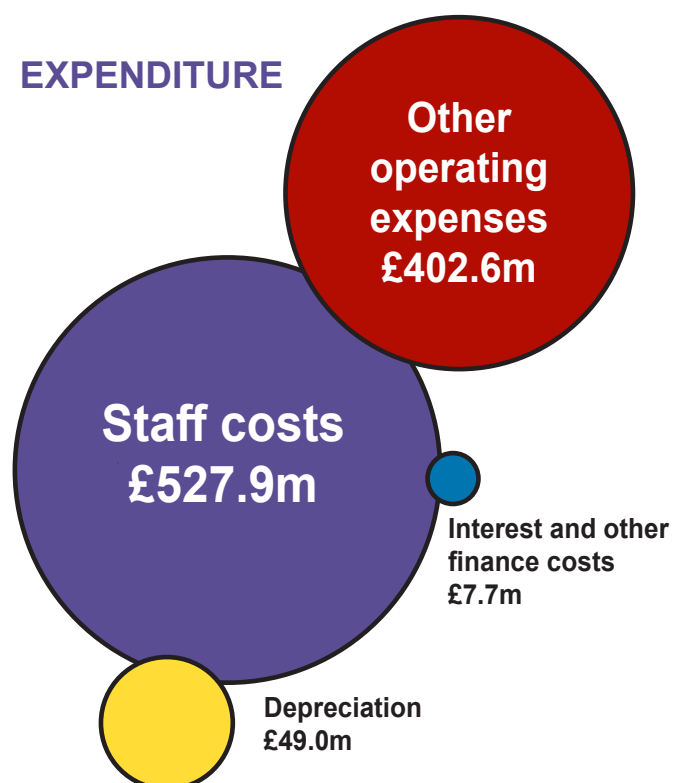 EXPENDITURE
Other
operating
expenses
£402.6m
Staff costs
£527.9m
Interest and other
finance costs
£7.7m
Depreciation
£49.0m